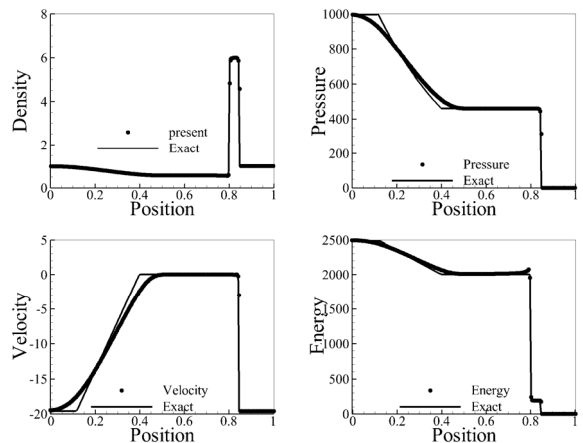 8
6
4
2
0
Density
present
Exact
0 0.2 0.4 0.6 0.8 1
Position
1000
800
600
400
200
0
Pressure
Pressure
Exact
0 0.2 0.4 0.6 0.8 1
Position
5
0
-5
-10
-15
-20
Velocity
Velocity
Exact
0 0.2 0.4 0.6 0.8 1
Position
2500
2000
1500
1000
500
0
Energy
Energy
Exact
0 0.2 0.4 0.6 0.8 1
Position